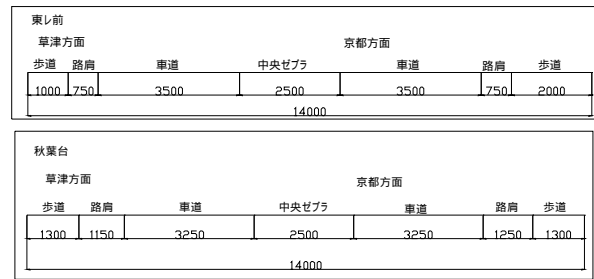 東レ前
草津方面 京都方面
歩道 路肩 車道 中央ゼブラ 車道 路肩 歩道
1000 750 3500 2500 3500 750 2000
14000
秋葉台
草津方面 京都方面
歩道 路肩 車道 中央ゼブラ 車道 路肩 歩道
1300 1150 3250 2500 3250 1250 1300
14000